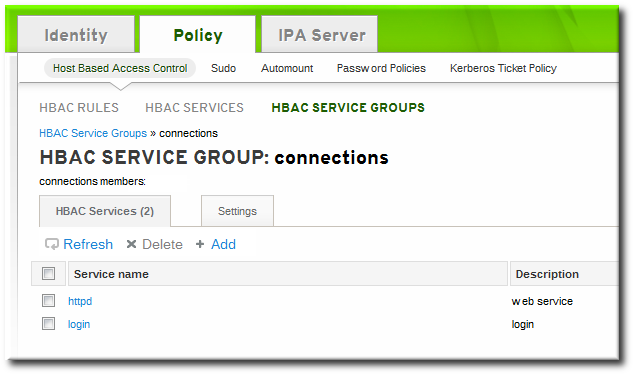 Identity Policy IPA Server
Host Based Access Control Sudo Automount Password Policies Kerberos Ticket Policy
HBAC RULES HBAC SERVICES HBAC SERVICE GROUPS
HBAC Service Groups » connections
HBAC SERVICE GROUP: connections
connections members:
HBAC Services (2) Settings
Refresh Delete Add
Service name Description
httpd web service
login login